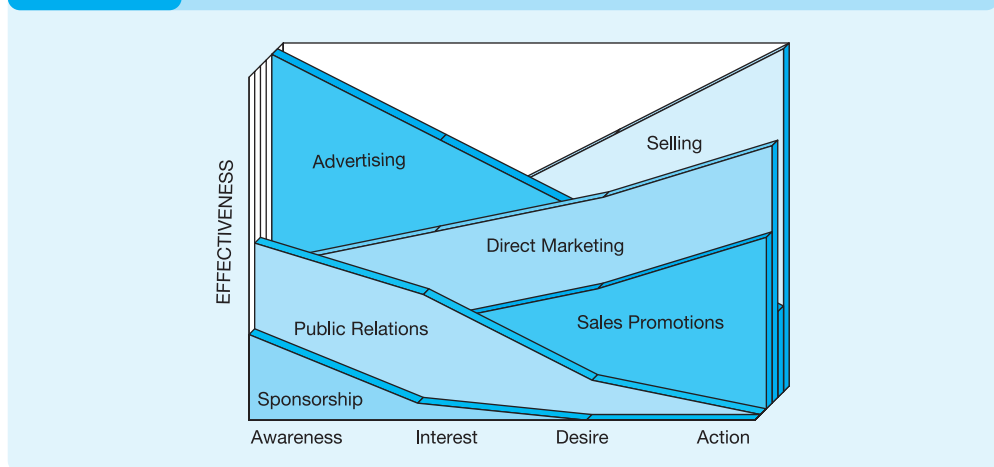 EFFECTIVENESS
Selling
Advertising
Direct Marketing
Sales Promotions
Public Relations
Sponsorship
Awareness Interest Desire Action